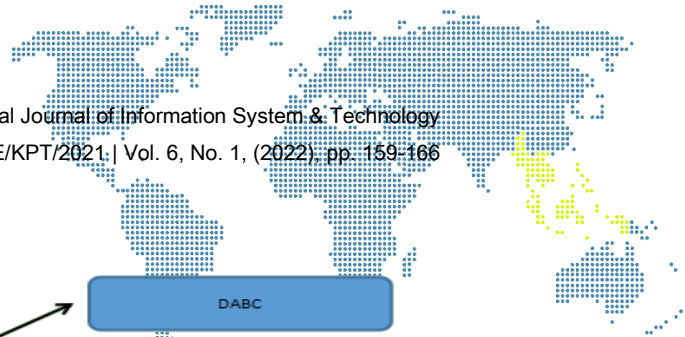 al Journal of Information System & Technology
E/KPT/2021 | Vol. 6, No. 1, (2022), pp. 159-166
DABC